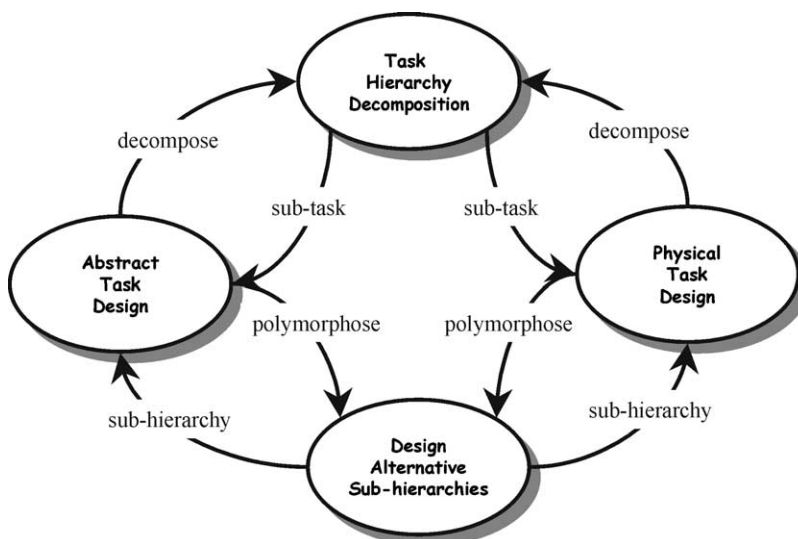 Task
Hierarchy
Decomposition
decompose
decompose
sub-task
sub-task
Abstract
Task
Design
Physical
Task
Design
polymorphose
polymorphose
sub-hierarchy
sub-hierarchy
Design
Alternative
Sub-hierarchies